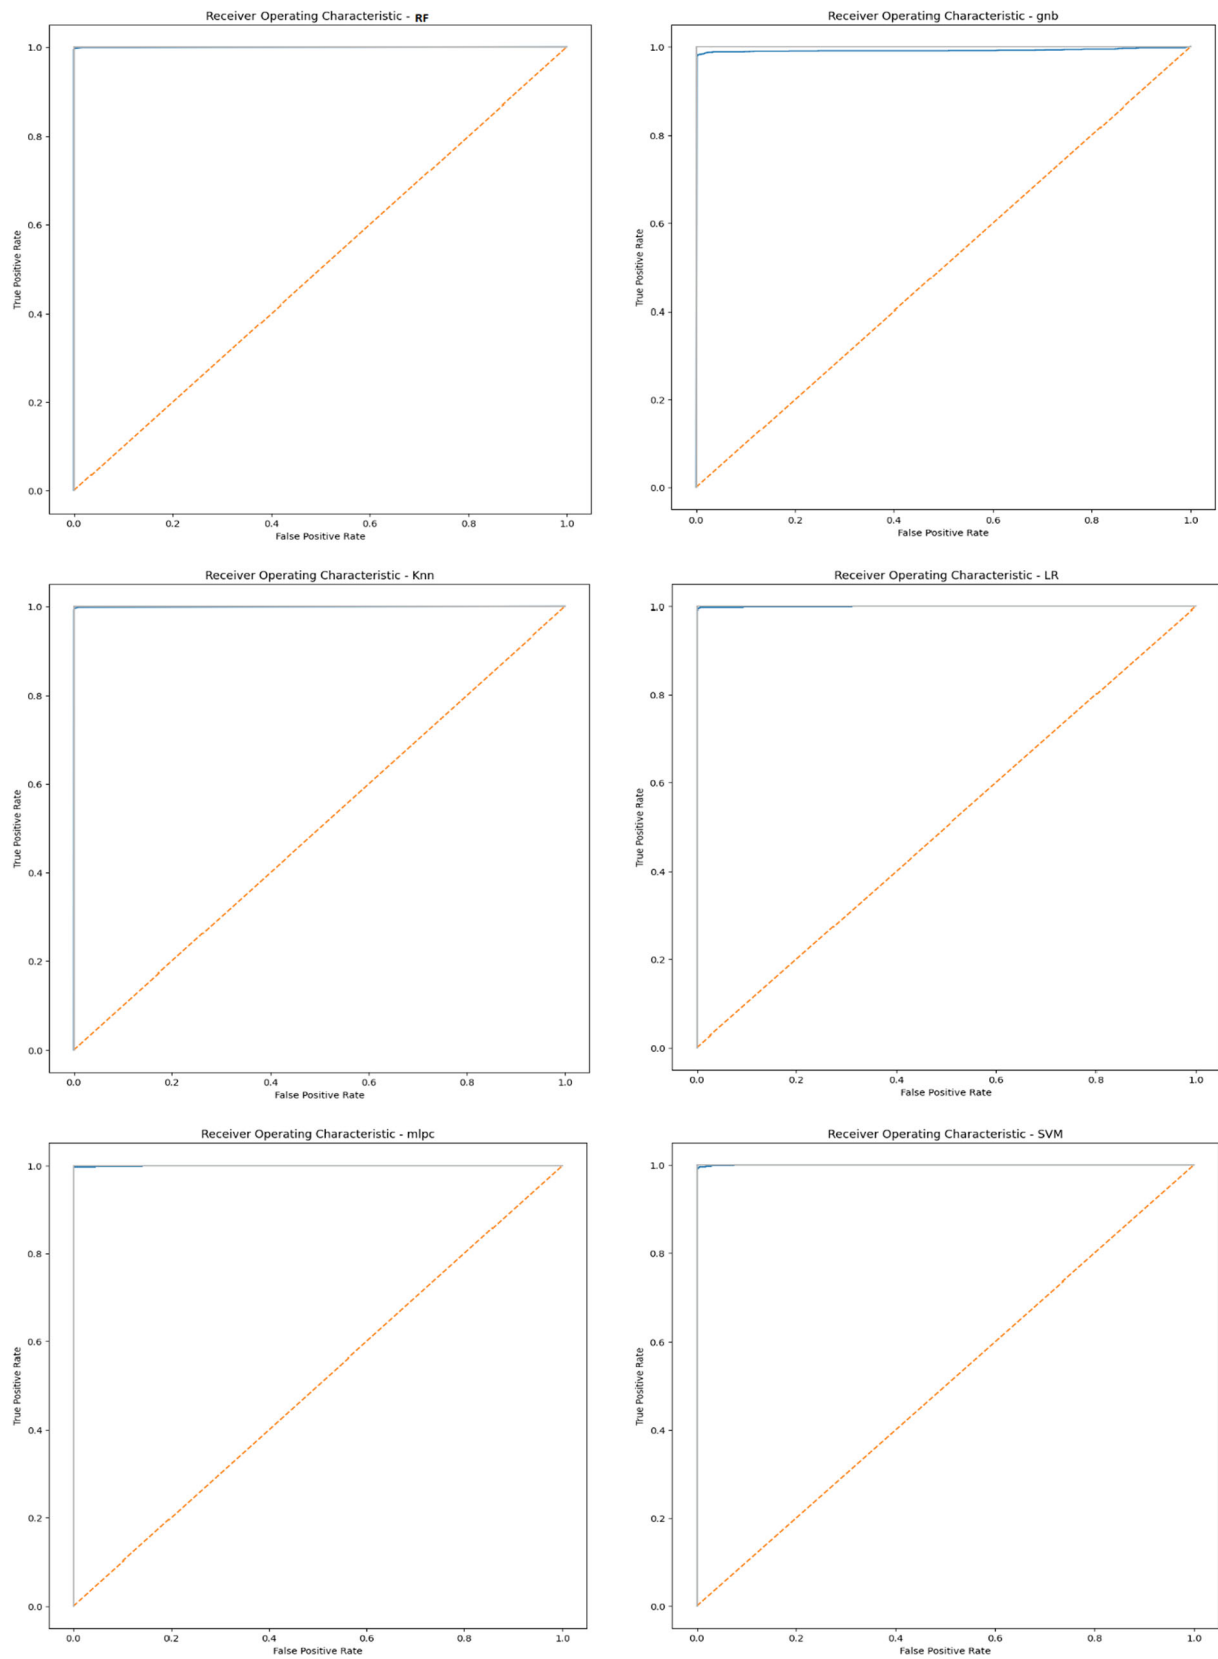 Receiver Operating Characteristic - RF
1.0
0.8
0.6
0.4
0.2
0.0
True Positive Rate
0.0 0.2 0.4 0.6 0.8 1.0
False Positive Rate
Receiver Operating Characteristic - gnb
1.0
0.8
0.6
0.4
0.2
0.0
True Positive Rate
0.0 0.2 0.4 0.6 0.8 1.0
False Positive Rate
Receiver Operating Characteristic - Knn
1.0
0.8
0.6
0.4
0.2
0.0
True Positive Rate
0.0 0.2 0.4 0.6 0.8 1.0
False Positive Rate
Receiver Operating Characteristic - LR
1.0
0.8
0.6
0.4
0.2
0.0
True Positive Rate
0.0 0.2 0.4 0.6 0.8 1.0
False Positive Rate
Receiver Operating Characteristic - mlpc
1.0
0.8
0.6
0.4
0.2
0.0
True Positive Rate
0.0 0.2 0.4 0.6 0.8 1.0
False Positive Rate
Receiver Operating Characteristic - SVM
1.0
0.8
0.6
0.4
0.2
0.0
True Positive Rate
0.0 0.2 0.4 0.6 0.8 1.0
False Positive Rate